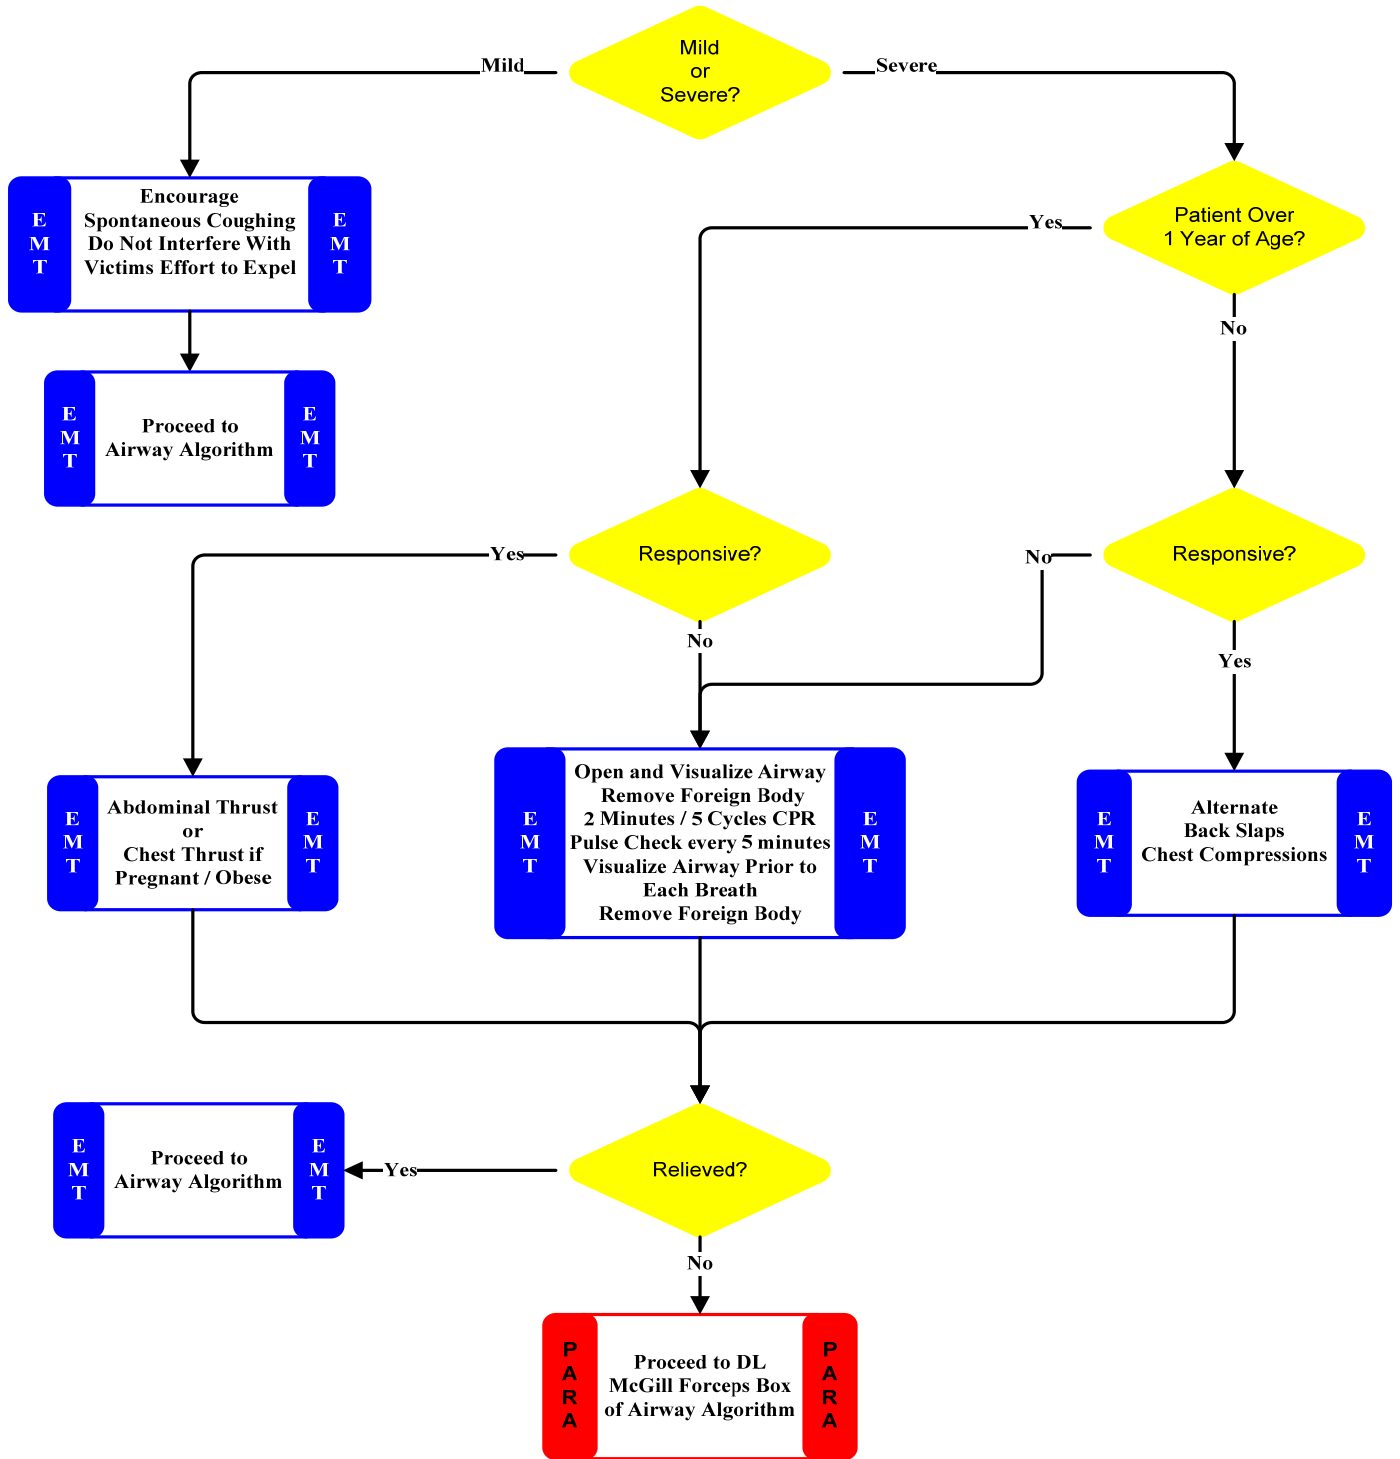 Mild
or
Severe?
Mild
Severe
E
M
T
Encourage
Spontaneous Coughing
Do Not Interfere With
Victims Effort to Expel
E
M
T
Patient Over
1 Year of Age?
Yes
No
E
M
T
Proceed to
Airway Algorithm
E
M
T
Responsive?
Yes
No
Responsive?
No
Yes
E
M
T
Abdominal Thrust
or
Chest Thrust if
Pregnant / Obese
E
M
T
E
M
T
Open and Visualize Airway
Remove Foreign Body
2 Minutes / 5 Cycles CPR
Pulse Check every 5 minutes
Visualize Airway Prior to
Each Breath
Remove Foreign Body
E
M
T
E
M
T
Alternate
Back Slaps
Chest Compressions
E
M
T
E
M
T
Proceed to
Airway Algorithm
E
M
T
Yes
Relieved?
No
P
A
R
A
Proceed to DL
McGill Forceps Box
of Airway Algorithm
P
A
R
A